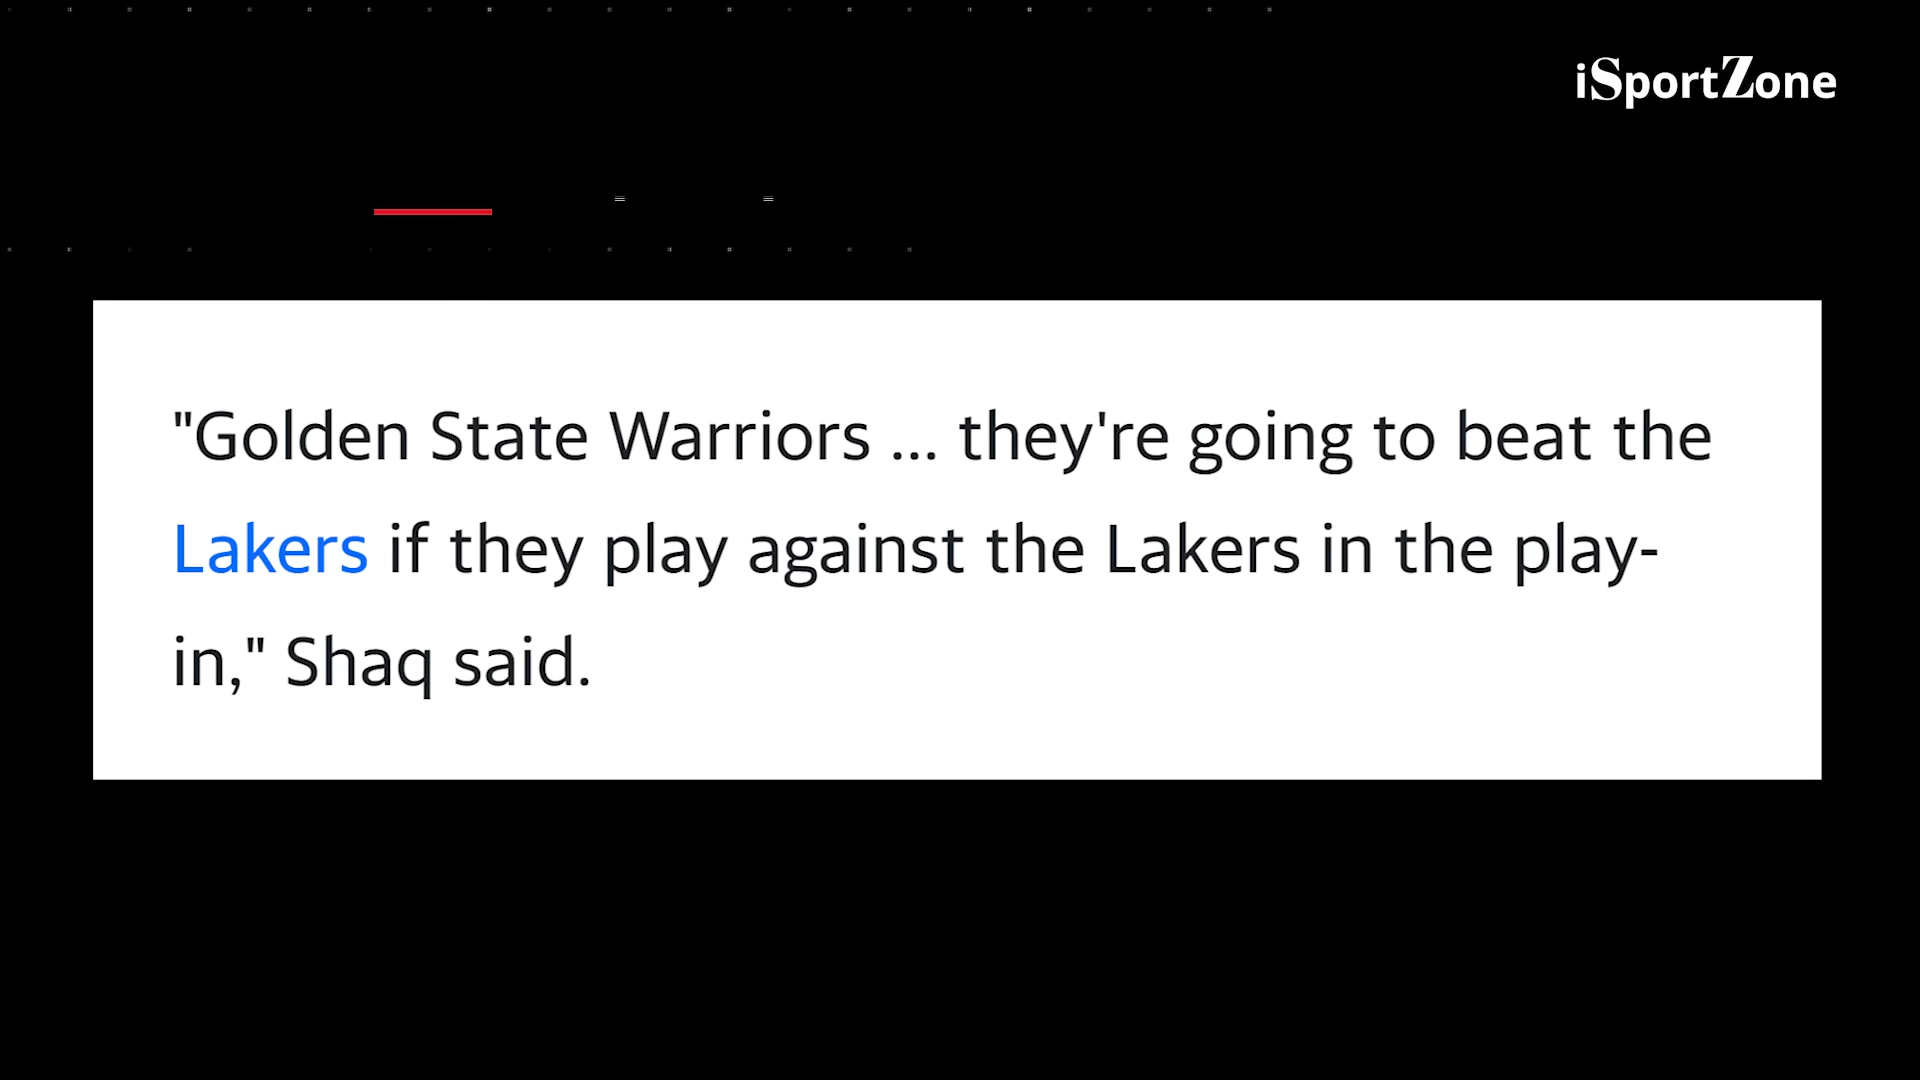 iSportZone
"Golden State Warriors ... they're going to beat the
Lakers if they play against the Lakers in the play-
in," Shaq said.